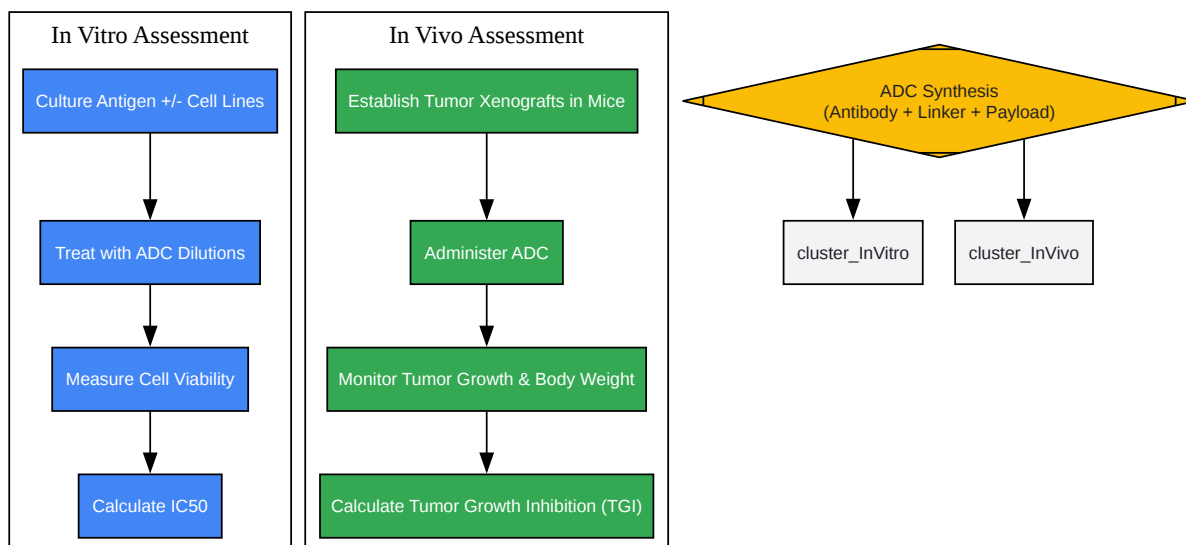 In Vitro Assessment
Culture Antigen +/- Cell Lines
Treat with ADC Dilutions
Measure Cell Viability
Calculate IC50
In Vivo Assessment
Establish Tumor Xenografts in Mice
Administer ADC
Monitor Tumor Growth & Body Weight
Calculate Tumor Growth Inhibition (TGI)
ADC Synthesis
(Antibody + Linker + Payload)
cluster_InVitro
cluster_InVivo